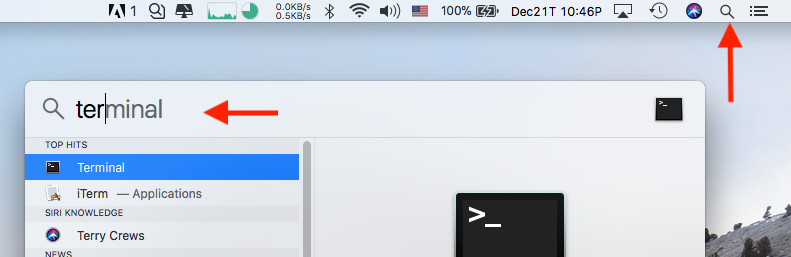 1 0.0KB/s 0.5KB/s 100% Dec21T 10:46P
terminal
TOP HITS
>_ Terminal
iTerm — Applications
SIRI KNOWLEDGE
Terry Crews
NEWS
>_